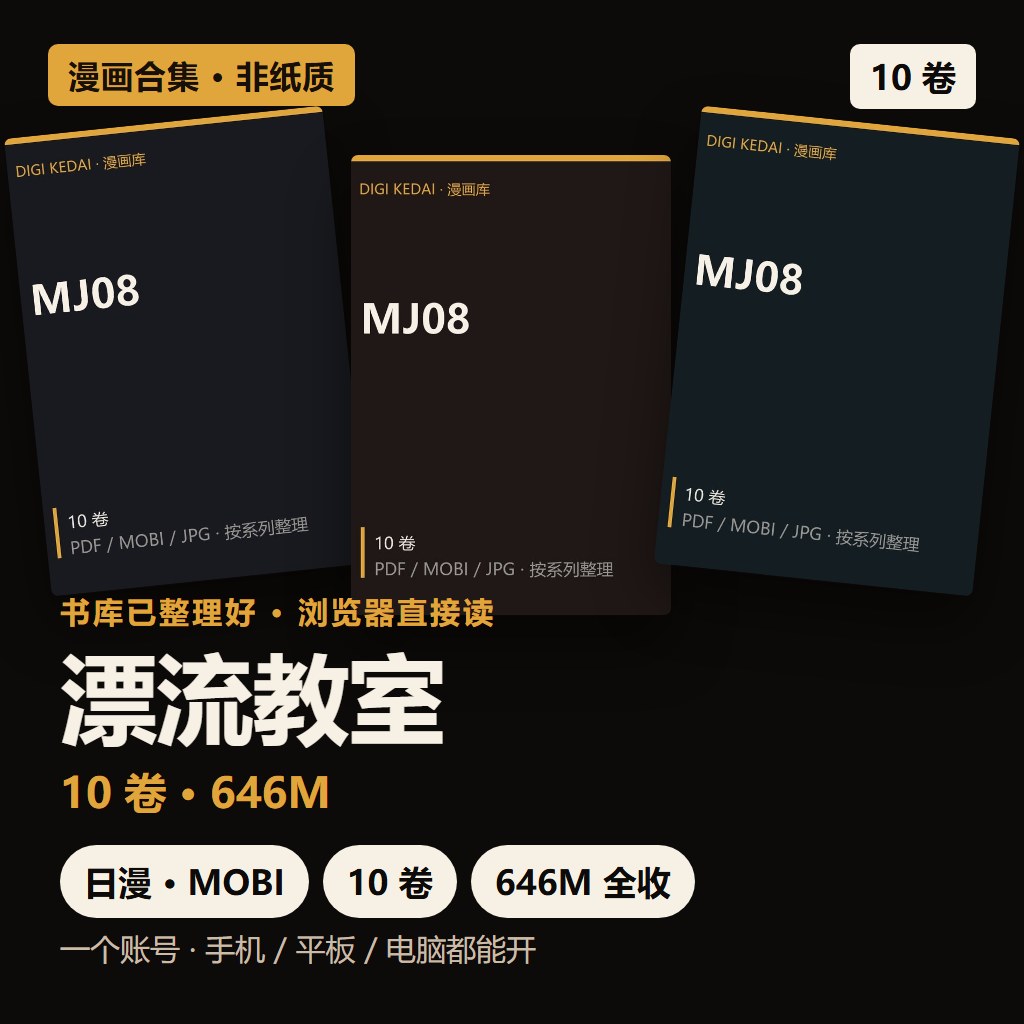 漫画合集 • 非纸质
10 卷
DIGI KEDAI · 漫画库
MJ08
10 卷
PDF / MOBI / JPG · 按系列整理
DIGI KEDAI · 漫画库
MJ08
10 卷
PDF / MOBI / JPG · 按系列整理
DIGI KEDAI · 漫画库
MJ08
10 卷
PDF / MOBI / JPG · 按系列整理
书库已整理好 • 浏览器直接读
漂流教室
10 卷 • 646M
日漫 • MOBI
10 卷
646M 全收
一个账号 · 手机 / 平板 / 电脑都能开